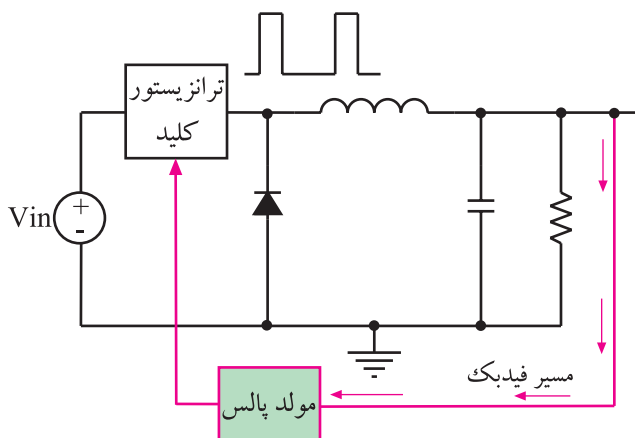 ترانزیستور
کلید
Vin
+
-
مسیر فیدبک
مولد پالس